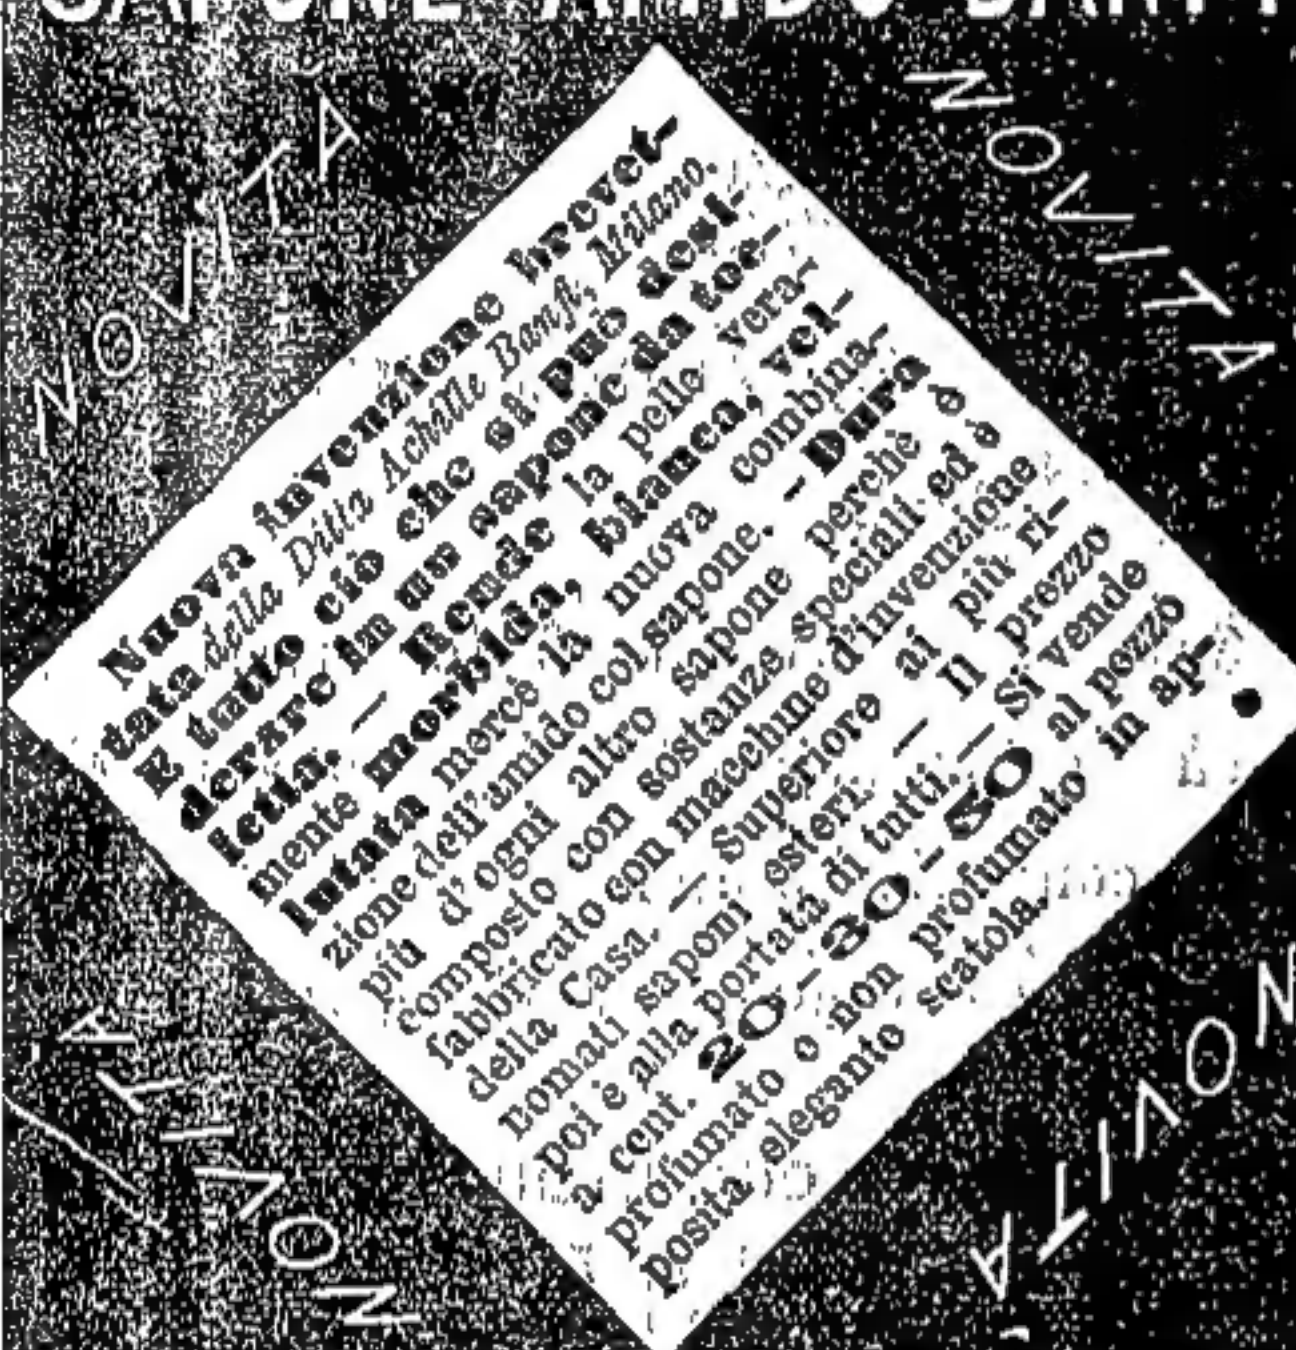 SAPONE AMIDO BANFI
NOVITÀ
NOVITÀ
Nuova invenzione brevet-
tata della Ditta Achille Banfi, Milano.
È tutto ciò che si può desi-
derare in un sapone da toe-
letta. — Rende la pelle vera-
mente morbida, bianca, vel-
lutata mercè la nuova combina-
zione dell'amido col sapone. — Dura
più d'ogni altro sapone perchè è
composto con sostanze speciali ed è
fabbricato con macchine d'invenzione
della Casa. — Superiore ai più ri-
nomati saponi esteri. — Il prezzo
poi è alla portata di tutti. — Si vende
a cent. 20-30-50 al pezzo
profumato o non profumato in ap-
posita elegante scatola.
NOVITÀ
NOVITÀ